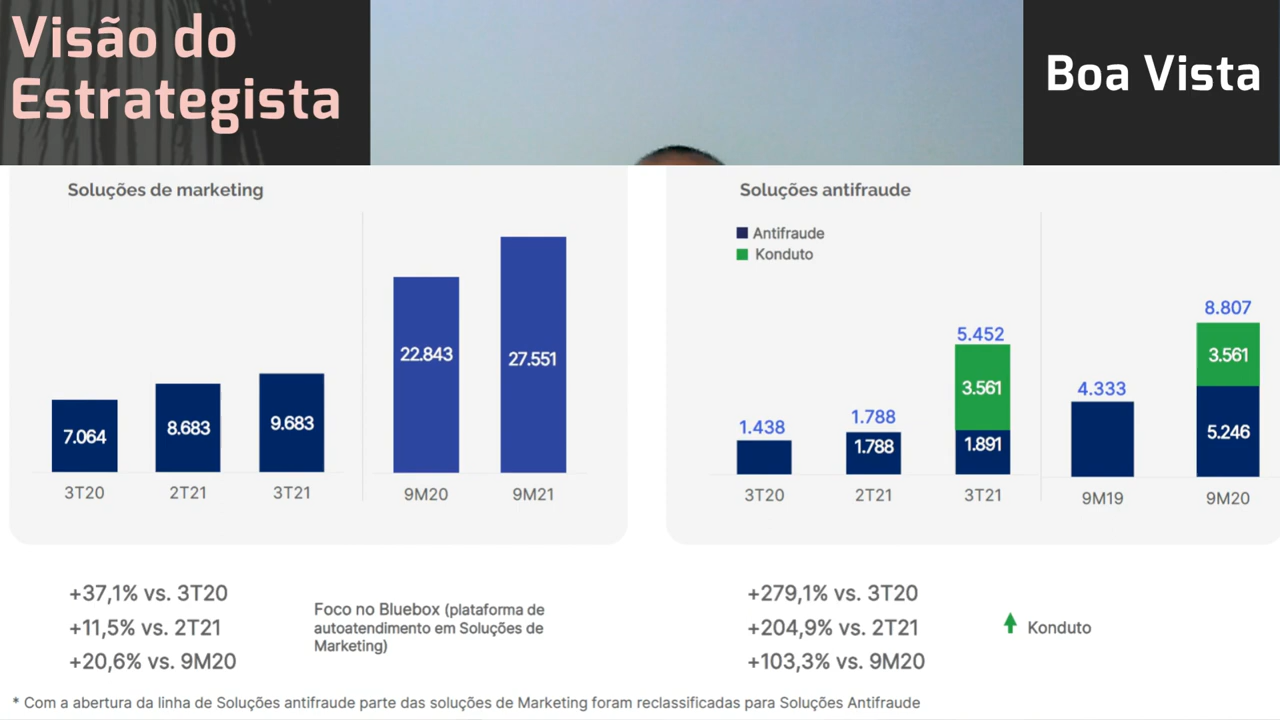 Visão do
Estrategista
Boa Vista
Soluções de marketing
7.064
8.683
9.683
22.843
27.551
3T20
2T21
3T21
9M20
9M21
Soluções antifraude
Antifraude
Konduto
1.438
1.788
1.788
5.452
3.561
1.891
4.333
8.807
3.561
5.246
3T20
2T21
3T21
9M19
9M20
+37,1% vs. 3T20
+11,5% vs. 2T21
+20,6% vs. 9M20
Foco no Bluebox (plataforma de
autoatendimento em Soluções de
Marketing)
+279,1% vs. 3T20
+204,9% vs. 2T21
+103,3% vs. 9M20
Konduto
* Com a abertura da linha de Soluções antifraude parte das soluções de Marketing foram reclassificadas para Soluções Antifraude